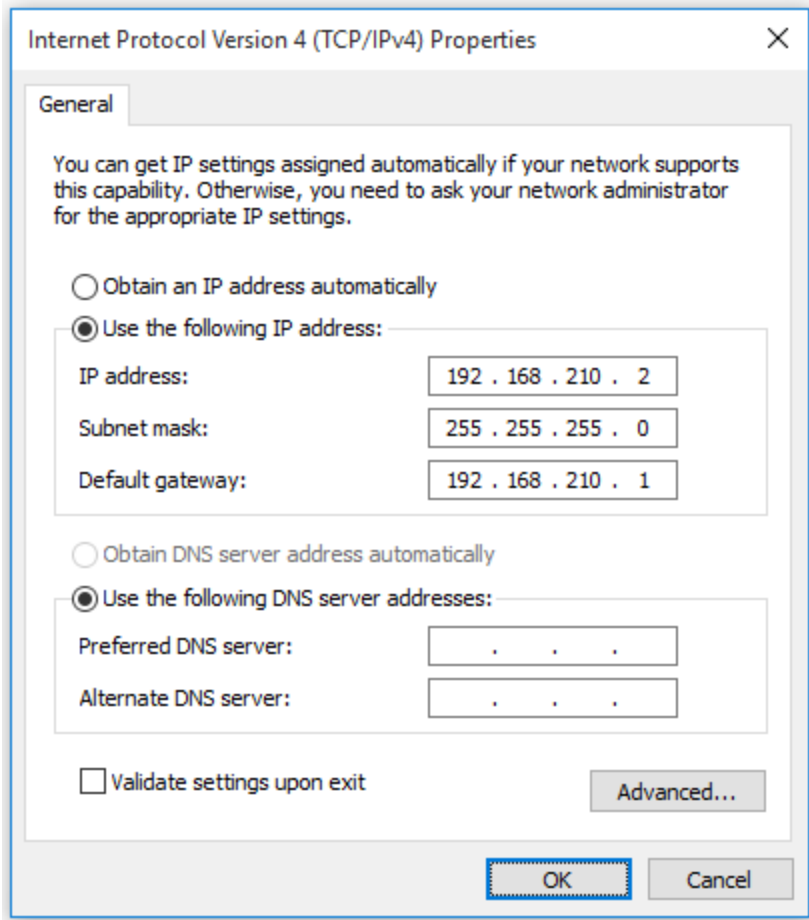 Internet Protocol Version 4 (TCP/IPv4) Properties
General
You can get IP settings assigned automatically if your network supports
this capability. Otherwise, you need to ask your network administrator
for the appropriate IP settings.
Obtain an IP address automatically
Use the following IP address:
IP address: 192 . 168 . 210 . 2
Subnet mask: 255 . 255 . 255 . 0
Default gateway: 192 . 168 . 210 . 1
Obtain DNS server address automatically
Use the following DNS server addresses:
Preferred DNS server: . . .
Alternate DNS server: . . .
Validate settings upon exit
Advanced...
OK Cancel